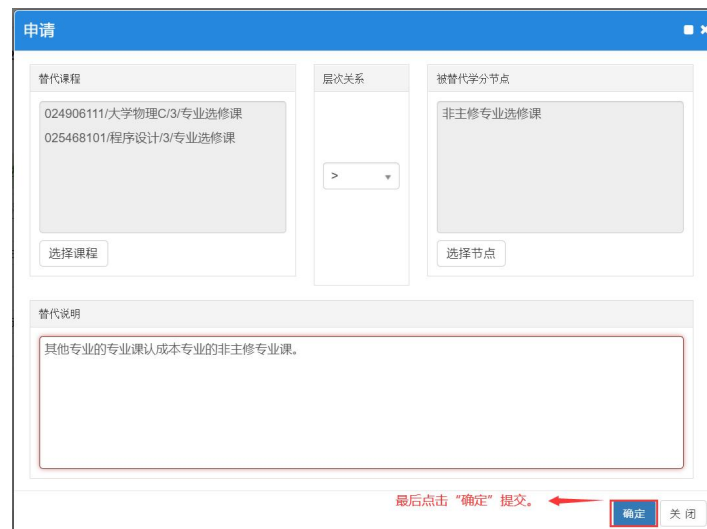 申请
替代课程
层次关系
被替代学分节点
024906111/大学物理C/3/专业选修课
025468101/程序设计/3/专业选修课
>
非主修专业选修课
选择课程
选择节点
替代说明
其他专业的专业课认成本专业的非主修专业课。
最后点击“确定”提交。
确定
关 闭